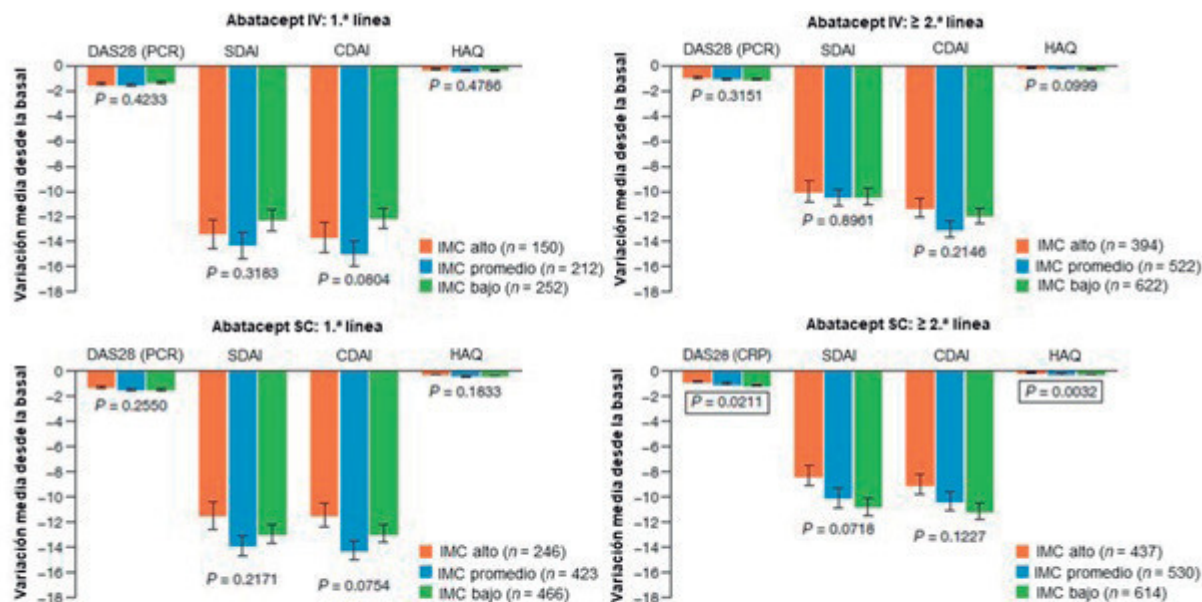 Abatacept IV: 1.ª línea
DAS28 (PCR) SDAI CDAI HAQ
Variación media desde la basal
0
−2
−4
−6
−8
−10
−12
−14
−16
−18
P = 0.4233
P = 0.3183
P = 0.0804
P = 0.4786
IMC alto (n = 150)
IMC promedio (n = 212)
IMC bajo (n = 252)
Abatacept IV: ≥ 2.ª línea
DAS28 (PCR) SDAI CDAI HAQ
Variación media desde la basal
0
−2
−4
−6
−8
−10
−12
−14
−16
−18
P = 0.3151
P = 0.8961
P = 0.2146
P = 0.0999
IMC alto (n = 394)
IMC promedio (n = 522)
IMC bajo (n = 622)
Abatacept SC: 1.ª línea
DAS28 (PCR) SDAI CDAI HAQ
Variación media desde la basal
0
−2
−4
−6
−8
−10
−12
−14
−16
−18
P = 0.2550
P = 0.2171
P = 0.0754
P = 0.1833
IMC alto (n = 246)
IMC promedio (n = 423
IMC bajo (n = 466)
Abatacept SC: ≥ 2.ª línea
DAS28 (CRP) SDAI CDAI HAQ
Variación media desde la basal
0
−2
−4
−6
−8
−10
−12
−14
−16
−18
P = 0.0211
P = 0.0718
P = 0.1227
P = 0.0032
IMC alto (n = 437)
IMC promedio (n = 530)
IMC bajo (n = 614)